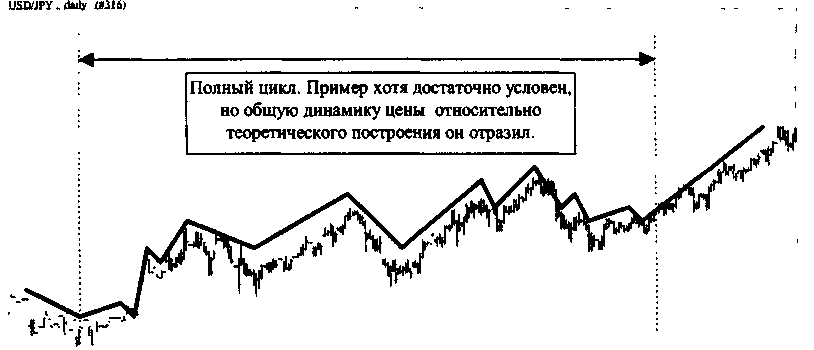 USD/JPY , daily (#316)
Полный цикл. Пример хотя достаточно условен,
но общую динамику цены относительно
теоретического построения он отразил.